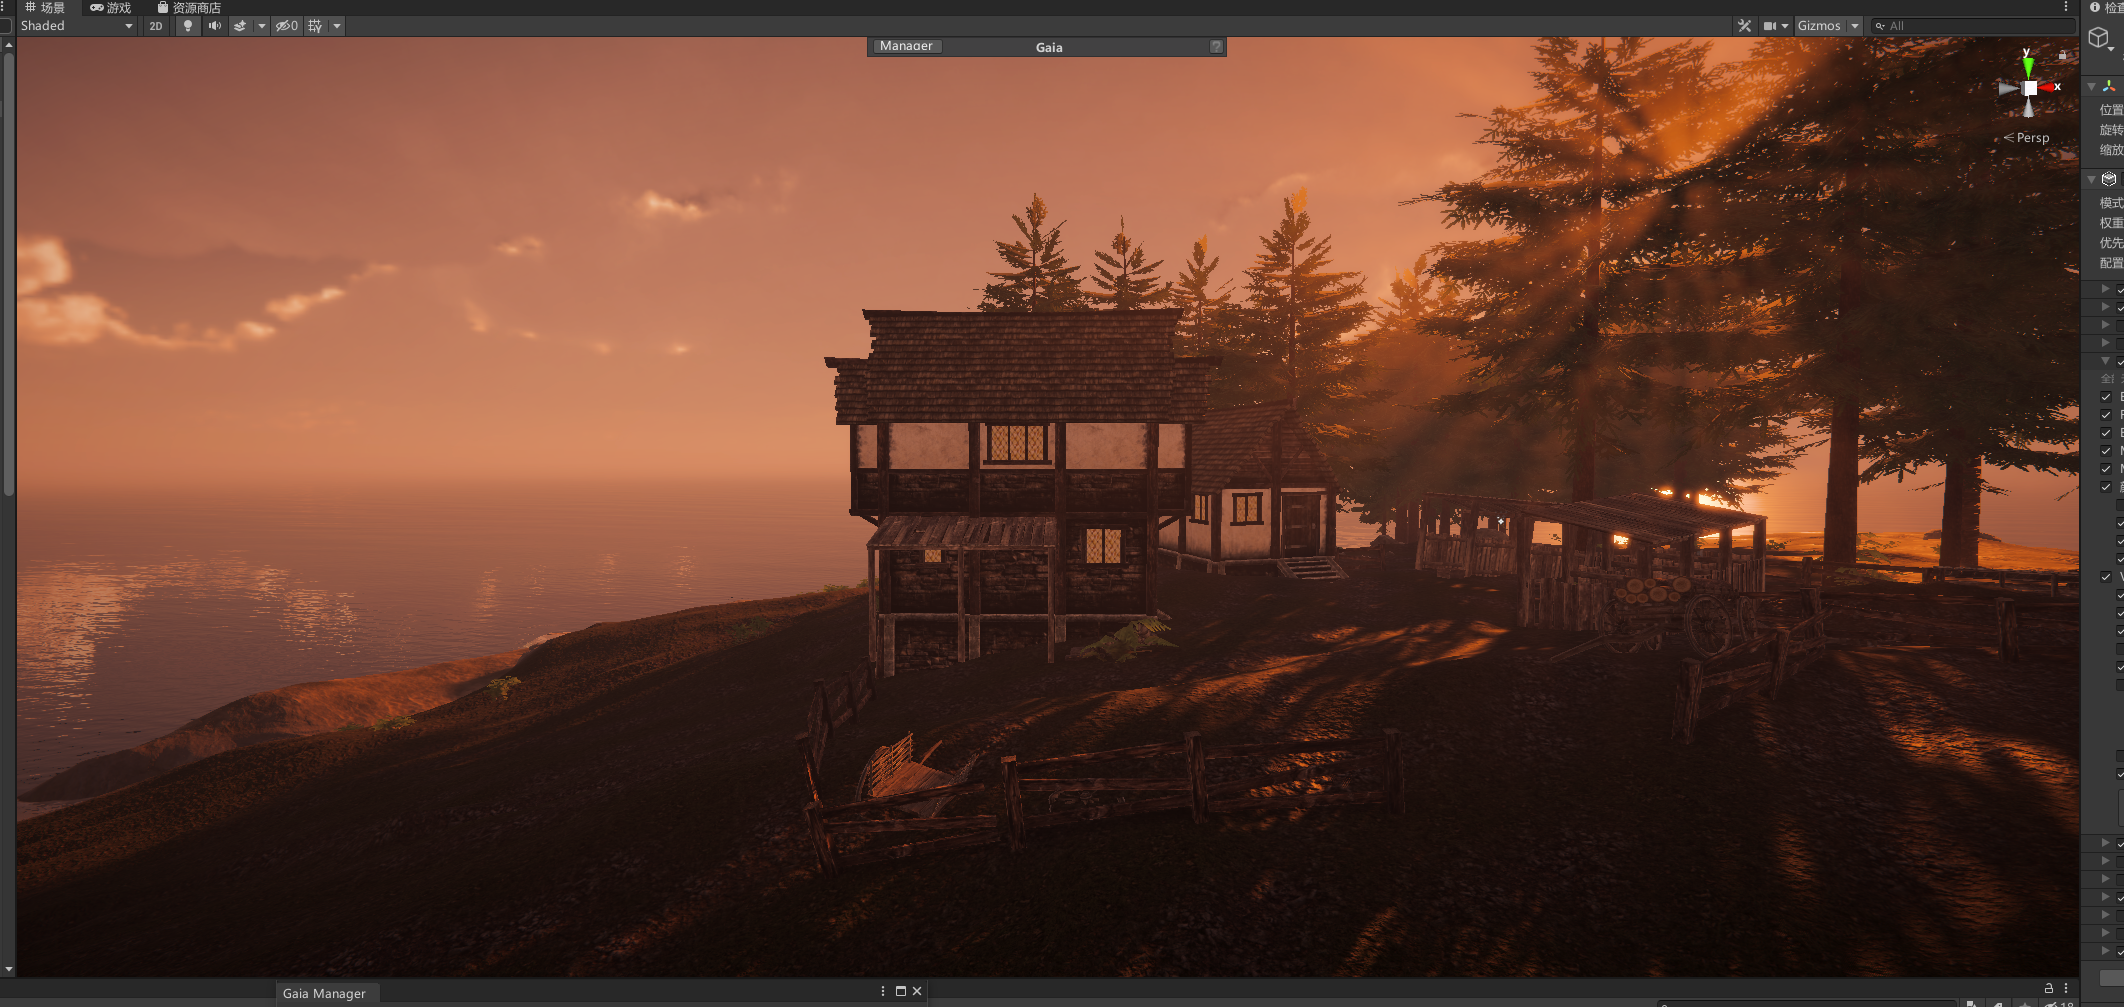 场景 游戏 资源商店
Shaded 2D 0 Gizmos All
Manager Gaia ?
y
x
Persp
位置
旋转
缩放
模式
权重
优先
配置
Gaia Manager
18